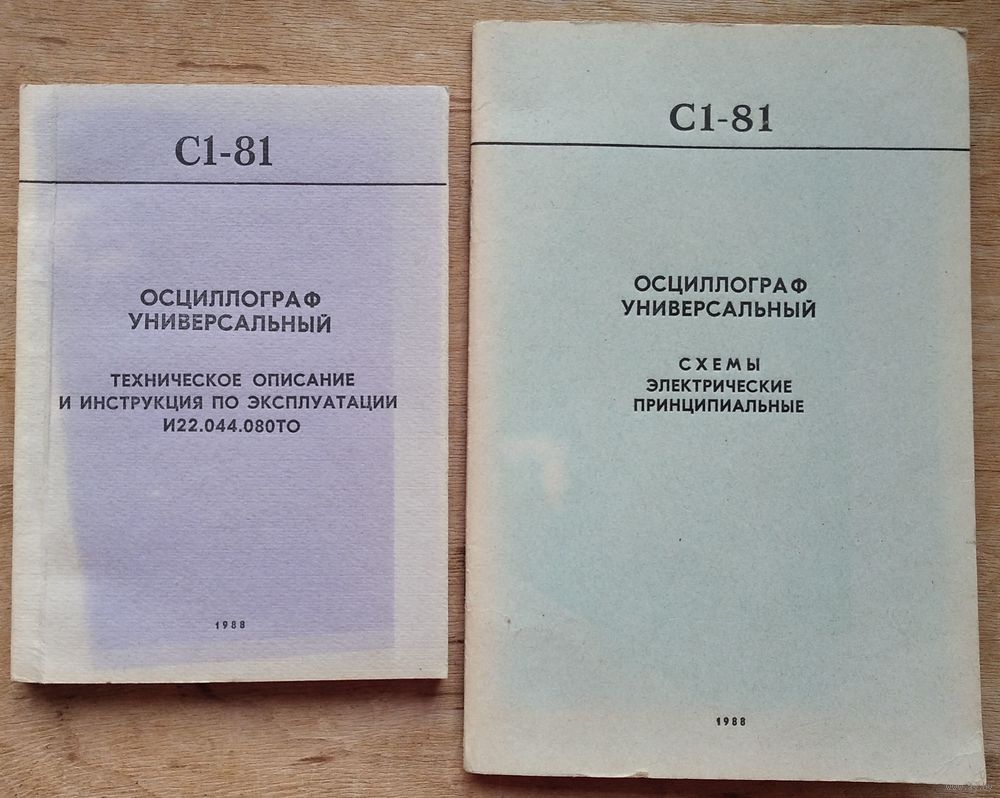 С1-81
ОСЦИЛЛОГРАФ
УНИВЕРСАЛЬНЫЙ
ТЕХНИЧЕСКОЕ ОПИСАНИЕ
И ИНСТРУКЦИЯ ПО ЭКСПЛУАТАЦИИ
И22.044.080ТО
1988
С1-81
ОСЦИЛЛОГРАФ
УНИВЕРСАЛЬНЫЙ
СХЕМЫ
ЭЛЕКТРИЧЕСКИЕ
ПРИНЦИПИАЛЬНЫЕ
1988